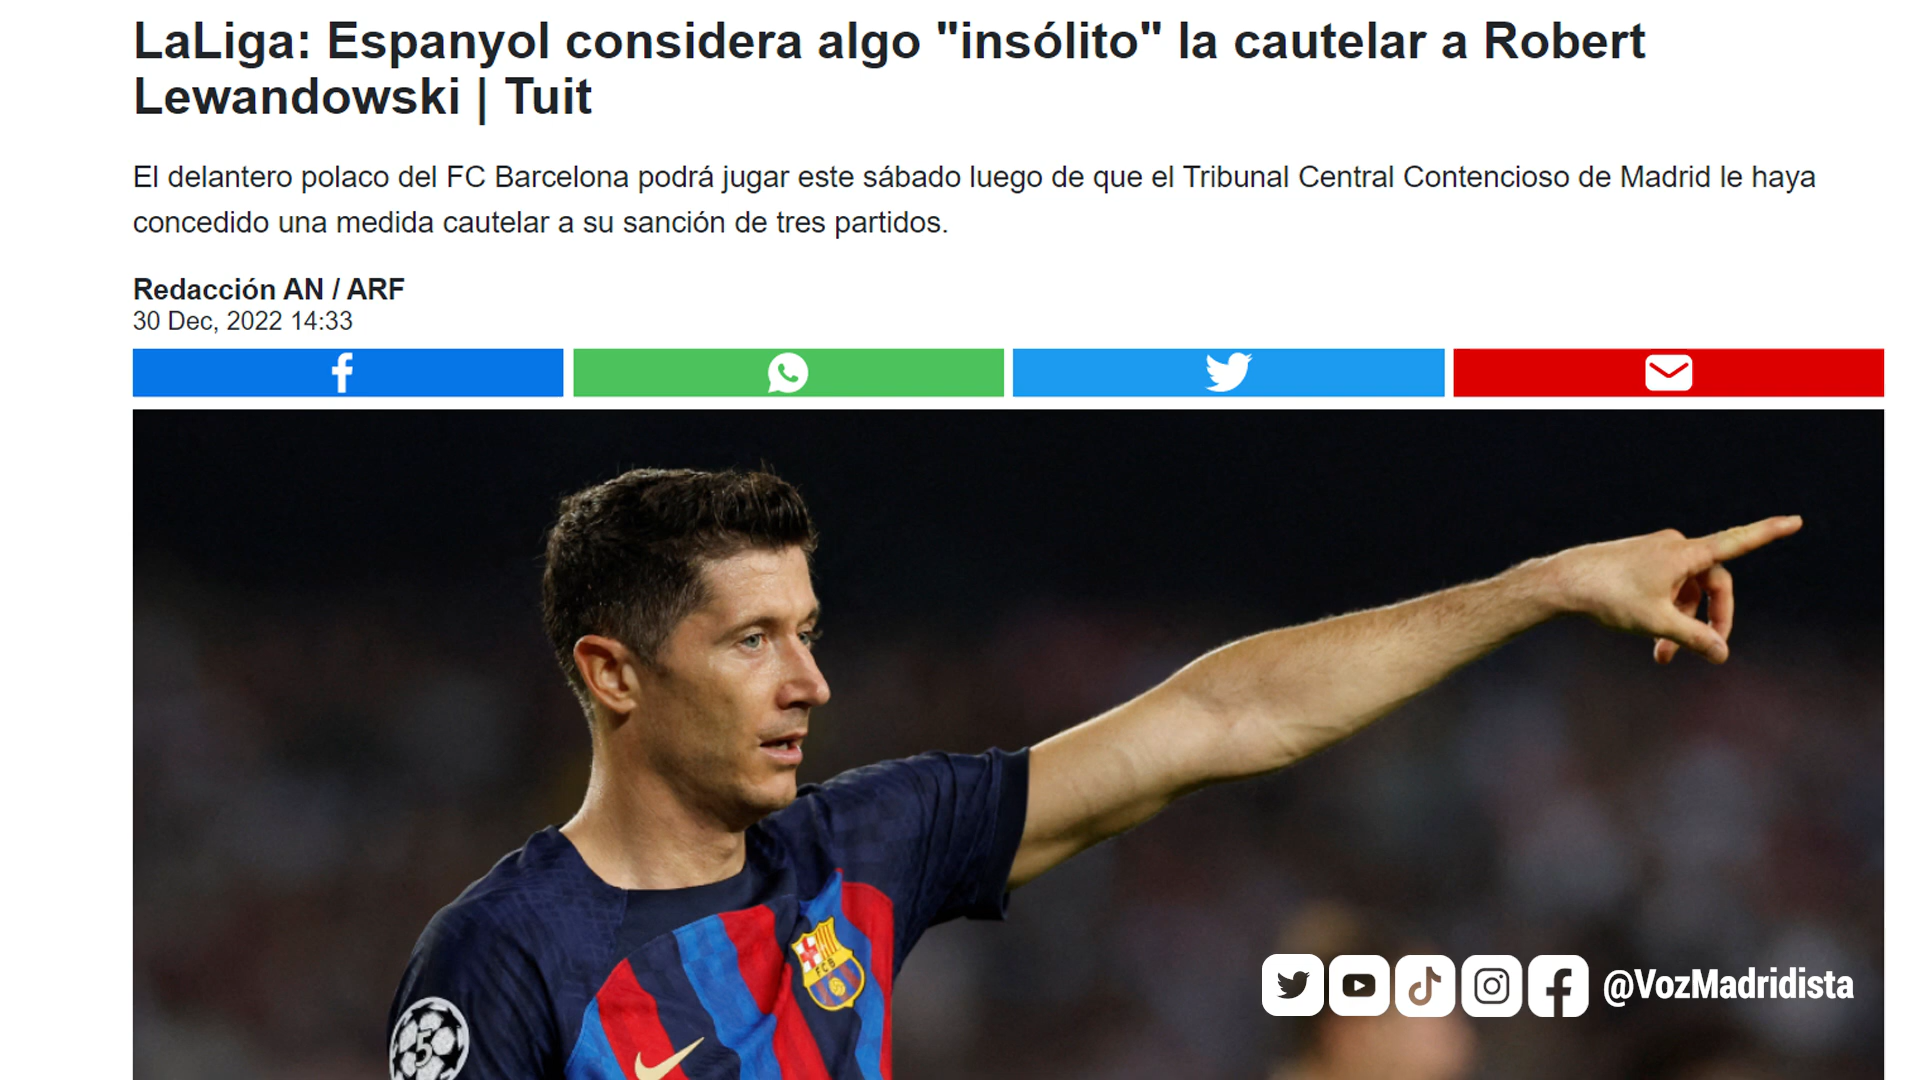 LaLiga: Espanyol considera algo "insólito" la cautelar a Robert
Lewandowski | Tuit
El delantero polaco del FC Barcelona podrá jugar este sábado luego de que el Tribunal Central Contencioso de Madrid le haya
concedido una medida cautelar a su sanción de tres partidos.
Redacción AN / ARF
30 Dec, 2022 14:33
FCB
5
@VozMadridista